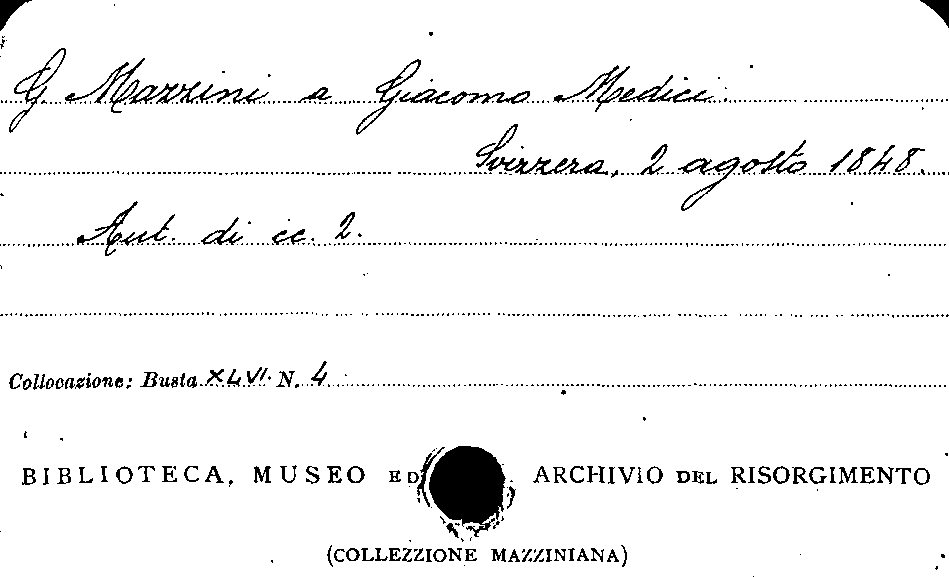 G. Mazzini a Giacomo Medici.
Svizzera, 2 agosto 1848.
Aut. di cc. 2.
Collocazione: Busta XLVI. N. 4
BIBLIOTECA, MUSEO ED ARCHIVIO DEL RISORGIMENTO
(COLLEZZIONE MAZZINIANA)